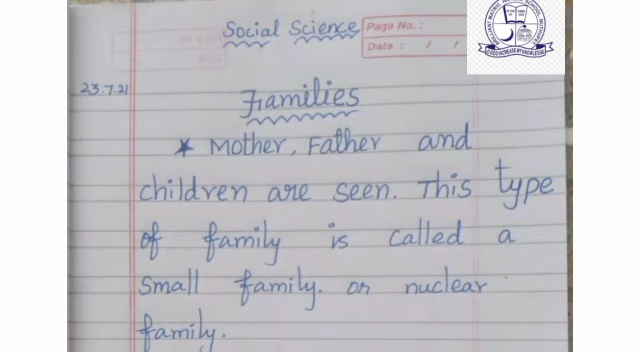 Social Science
Page No. :
Date : / /
23.7.21
Families
* Mother, Father and
children are seen. This type
of family is called a
Small family. or nuclear
family.